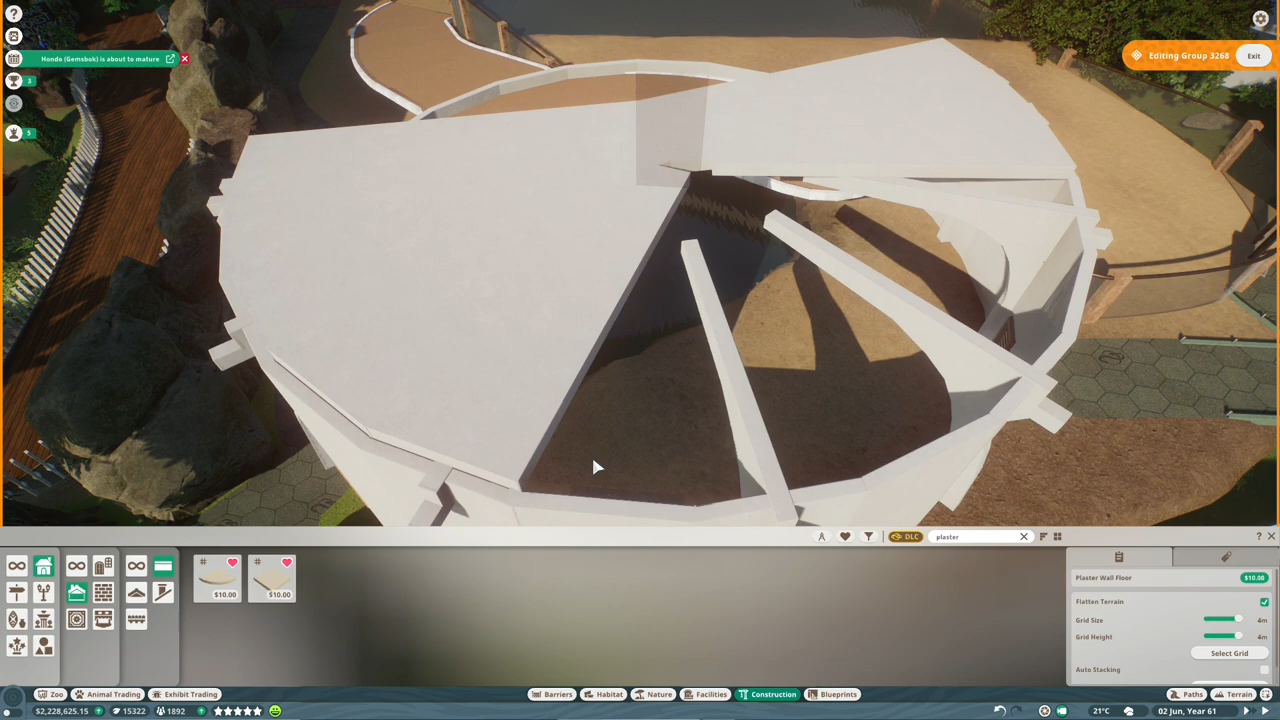 ?
Hondo (Gemsbok) is about to mature
3
5
Editing Group 3268
Exit
DLC
plaster
?
$10.00
$10.00
Plaster Wall Floor
$10.00
Flatten Terrain
Grid Size
4m
Grid Height
4m
Select Grid
Auto Stacking
Zoo
Animal Trading
Exhibit Trading
Barriers
Habitat
Nature
Facilities
Construction
Blueprints
Paths
Terrain
$2,228,625.15
15322
1892
21°C
02 Jun, Year 61